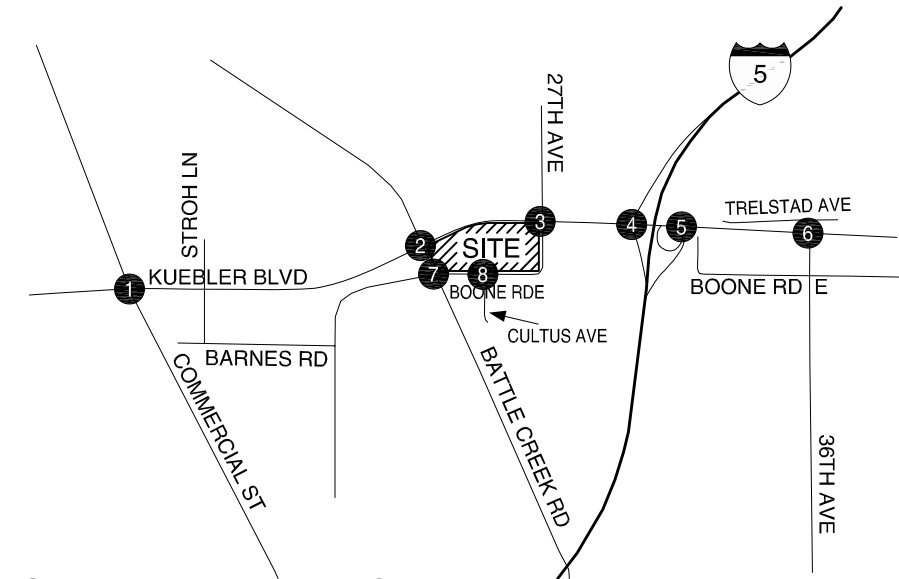 5
27TH AVE
STROH LN
TRELSTAD AVE
3
4
5
6
2
SITE
7
8
KUEBLER BLVD
1
BOONE RDE
BOONE RD E
CULTUS AVE
BARNES RD
COMMERCIAL ST
BATTLE CREEK RD
36TH AVE